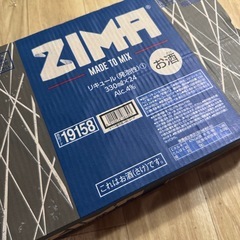 ZIMA
MADE TO MIX
リキュール(発泡性)①
330ml×24
Alc.4%
お酒
19158
これはお酒(さけ)です。